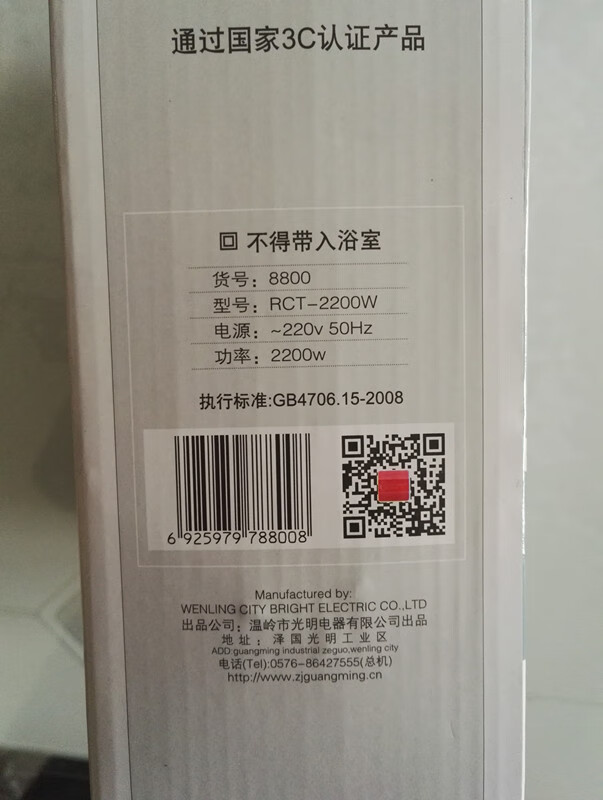 通过国家3C认证产品
不得带入浴室
货号：8800
型号：RCT-2200W
电源：~220v 50Hz
功率：2200w
执行标准:GB4706.15-2008
6 925979 788008
Manufactured by:
WENLING CITY BRIGHT ELECTRIC CO.,LTD
出品公司：温岭市光明电器有限公司出品
地址：泽国光明工业区
ADD:guangming industrial zeguo,wenling city
电话(Tel):0576-86427555(总机)
http://www.zjguangming.cn